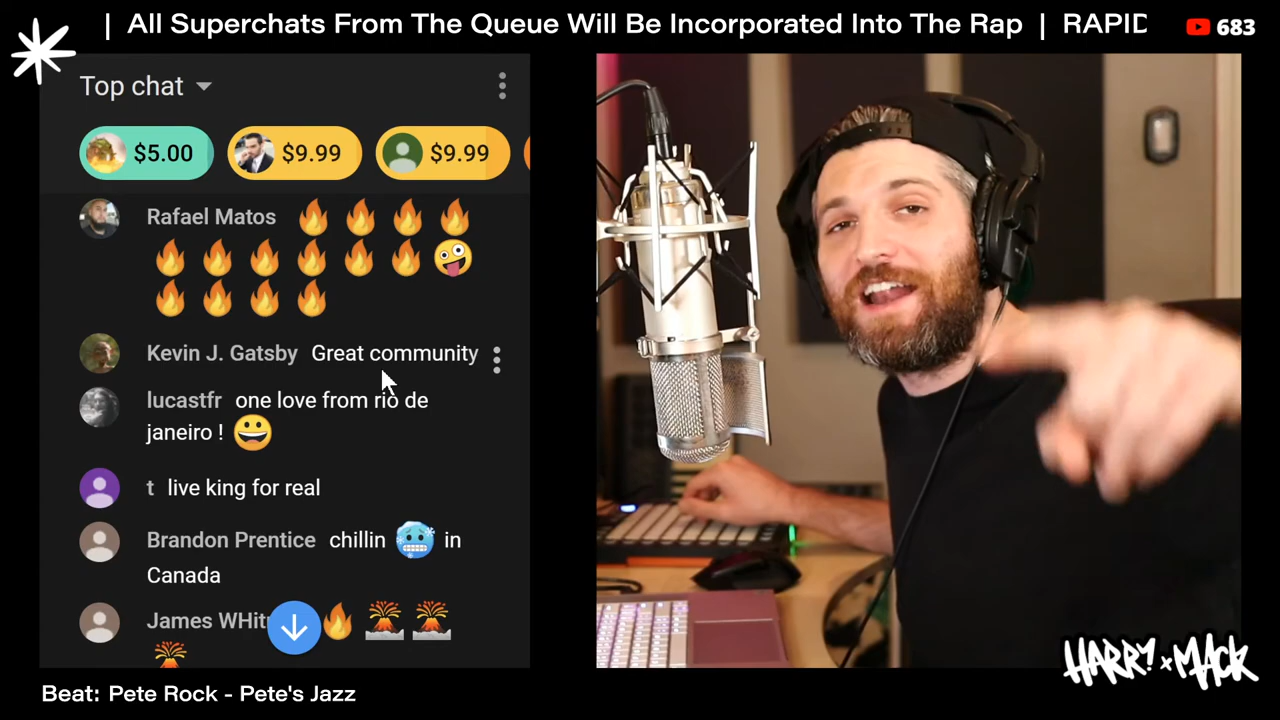 | All Superchats From The Queue Will Be Incorporated Into The Rap | RAPID
683
Top chat
$5.00
$9.99
$9.99
Rafael Matos
Kevin J. Gatsby Great community
lucastfr one love from rio de
janeiro !
t live king for real
Brandon Prentice chillin in
Canada
James WHit
HARRY MACK
Beat: Pete Rock - Pete's Jazz